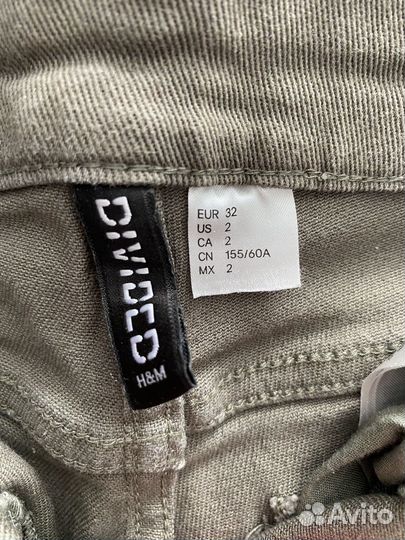 DIVIDED
H&M
EUR 32
US 2
CA 2
CN 155/60A
MX 2
Avito